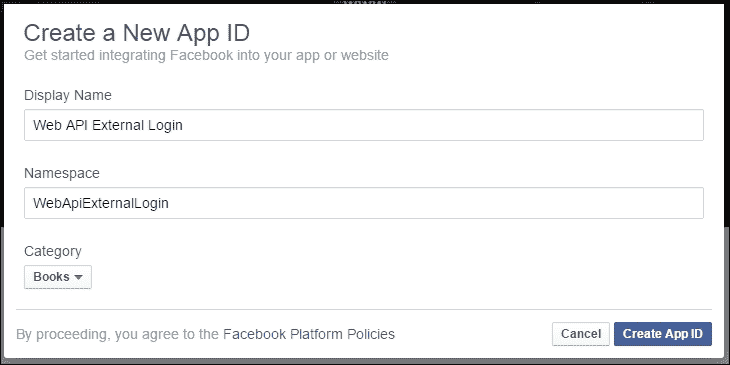 Create a New App ID
Get started integrating Facebook into your app or website
Display Name
Web API External Login
Namespace
WebApiExternalLogin
Category
Books
By proceeding, you agree to the Facebook Platform Policies
Cancel
Create App ID